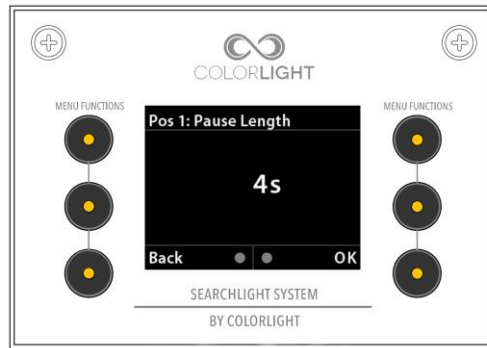 COLORLIGHT
MENU FUNCTIONS
MENU FUNCTIONS
Pos 1: Pause Length
4s
Back OK
SEARCHLIGHT SYSTEM
BY COLORLIGHT